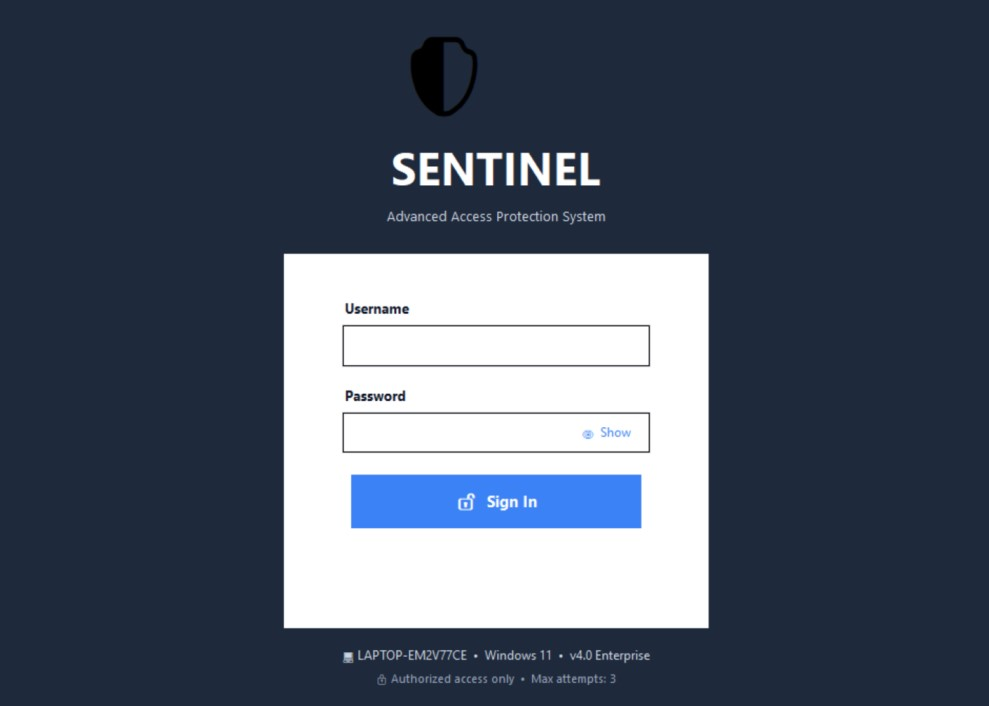 SENTINEL
Advanced Access Protection System
Username
Password
Show
Sign In
LAPTOP-EM2V77CE • Windows 11 • v4.0 Enterprise
Authorized access only • Max attempts: 3